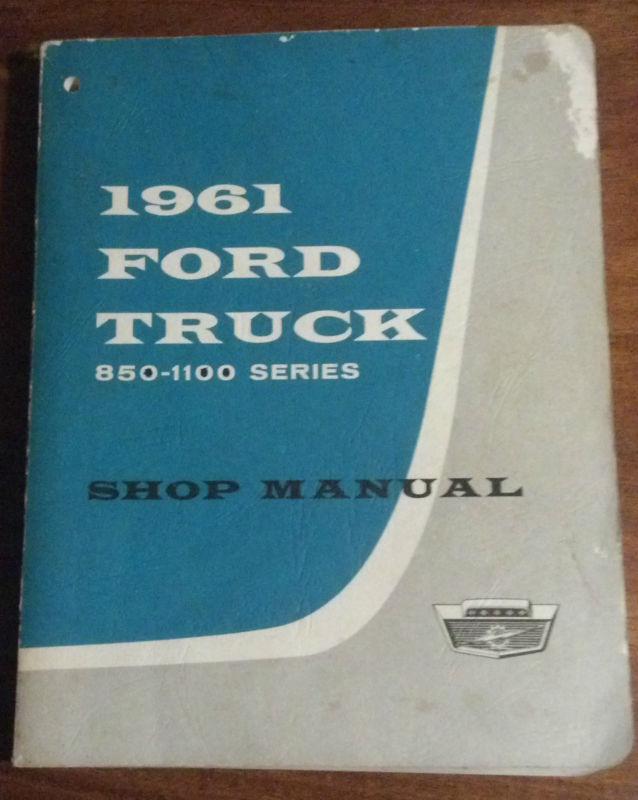 1961
FORD
TRUCK
850-1100 SERIES
SHOP MANUAL